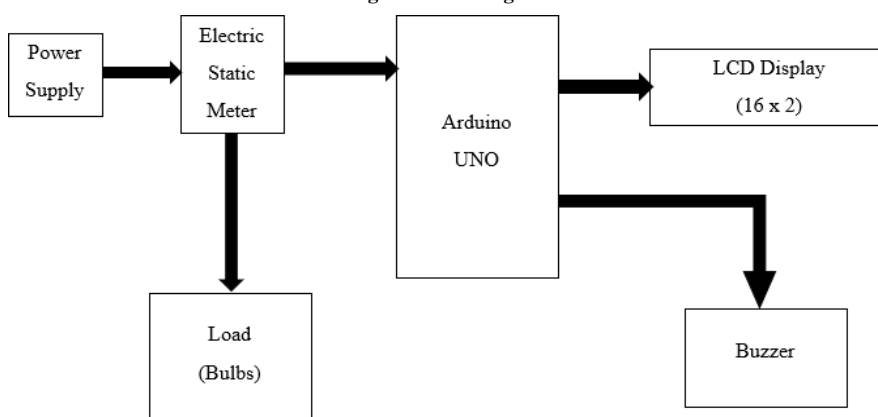 Power
Supply
Electric
Static
Meter
Arduino
UNO
LCD Display
(16 x 2)
Load
(Bulbs)
Buzzer